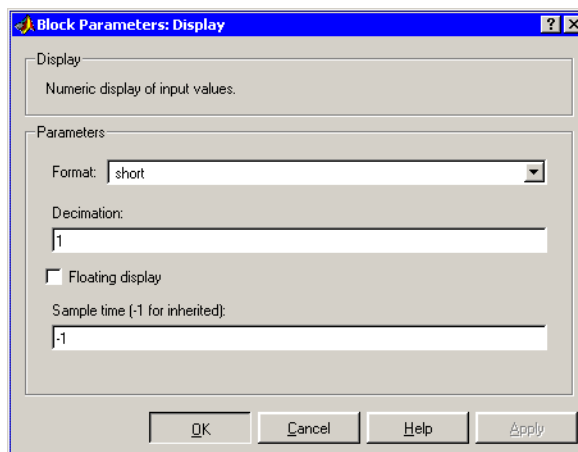 Block Parameters: Display
Display
Numeric display of input values.
Parameters
Format: short
Decimation:
1
Floating display
Sample time (-1 for inherited):
-1
OK Cancel Help Apply